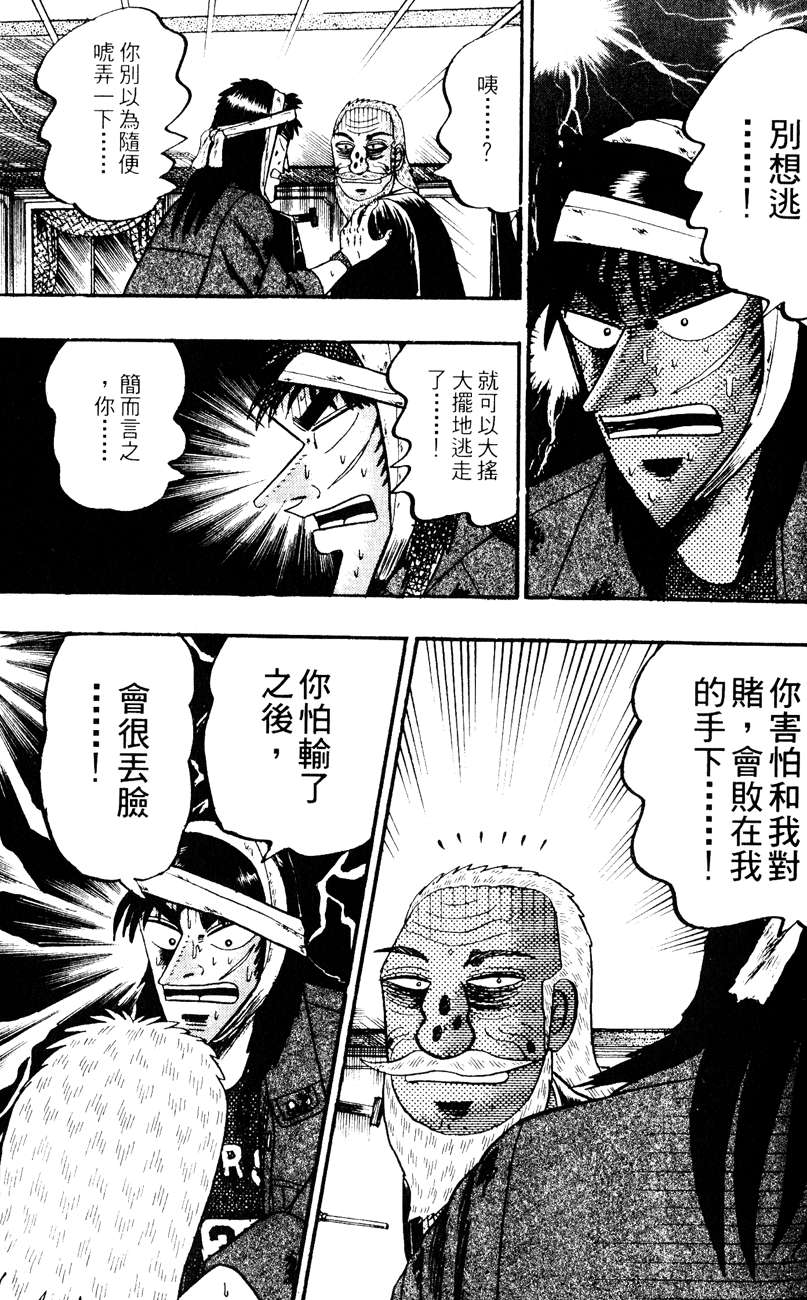 別想逃
……！
咦……？
你別以為隨便
唬弄一下……
就可以大搖
大擺地逃走
了……！
簡而言之
，你……
你害怕和我對
賭，會敗在我
的手下……！
你怕輸了
之後，
會很丟臉
……！